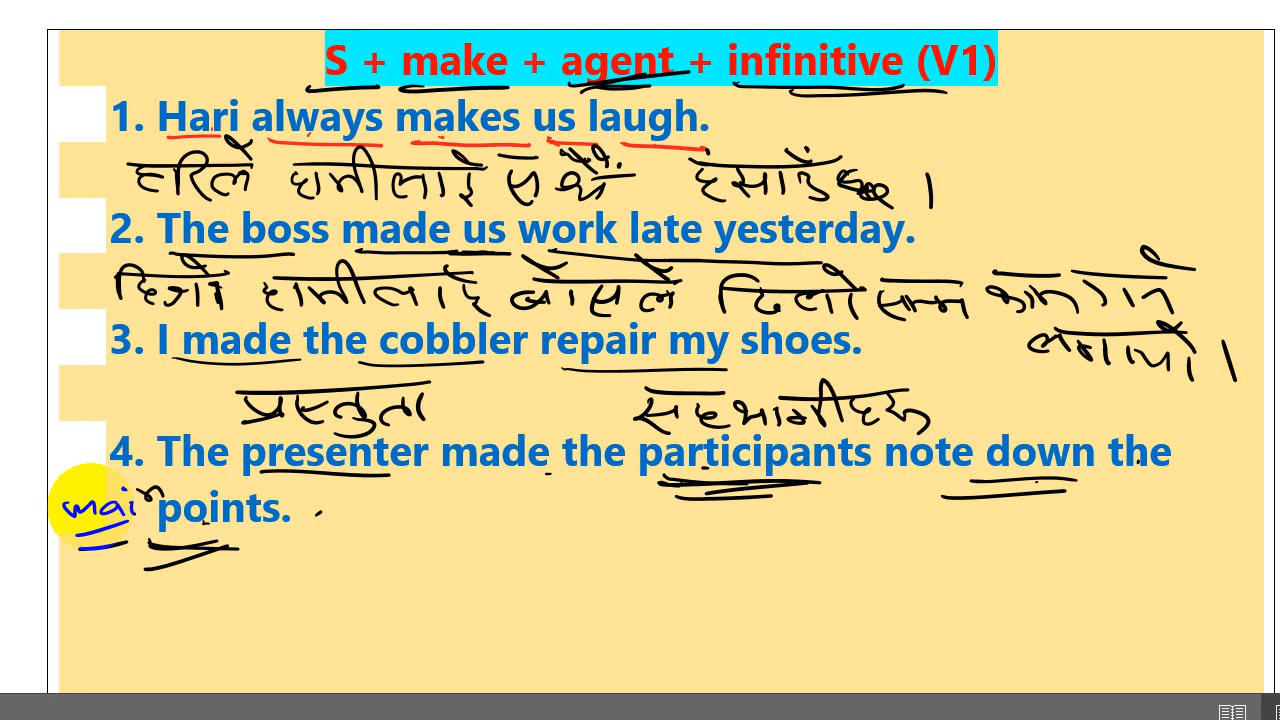 S + make + agent + infinitive (V1)
1. Hari always makes us laugh.
हरिले हामीलाई सधैं हँसाउँछ ।
2. The boss made us work late yesterday.
हिजो हामीलाई बोसले ढिलो सम्म काम गर्न
लगायो ।
3. I made the cobbler repair my shoes.
प्रस्तुता सहभागीहरू
4. The presenter made the participants note down the
main points.